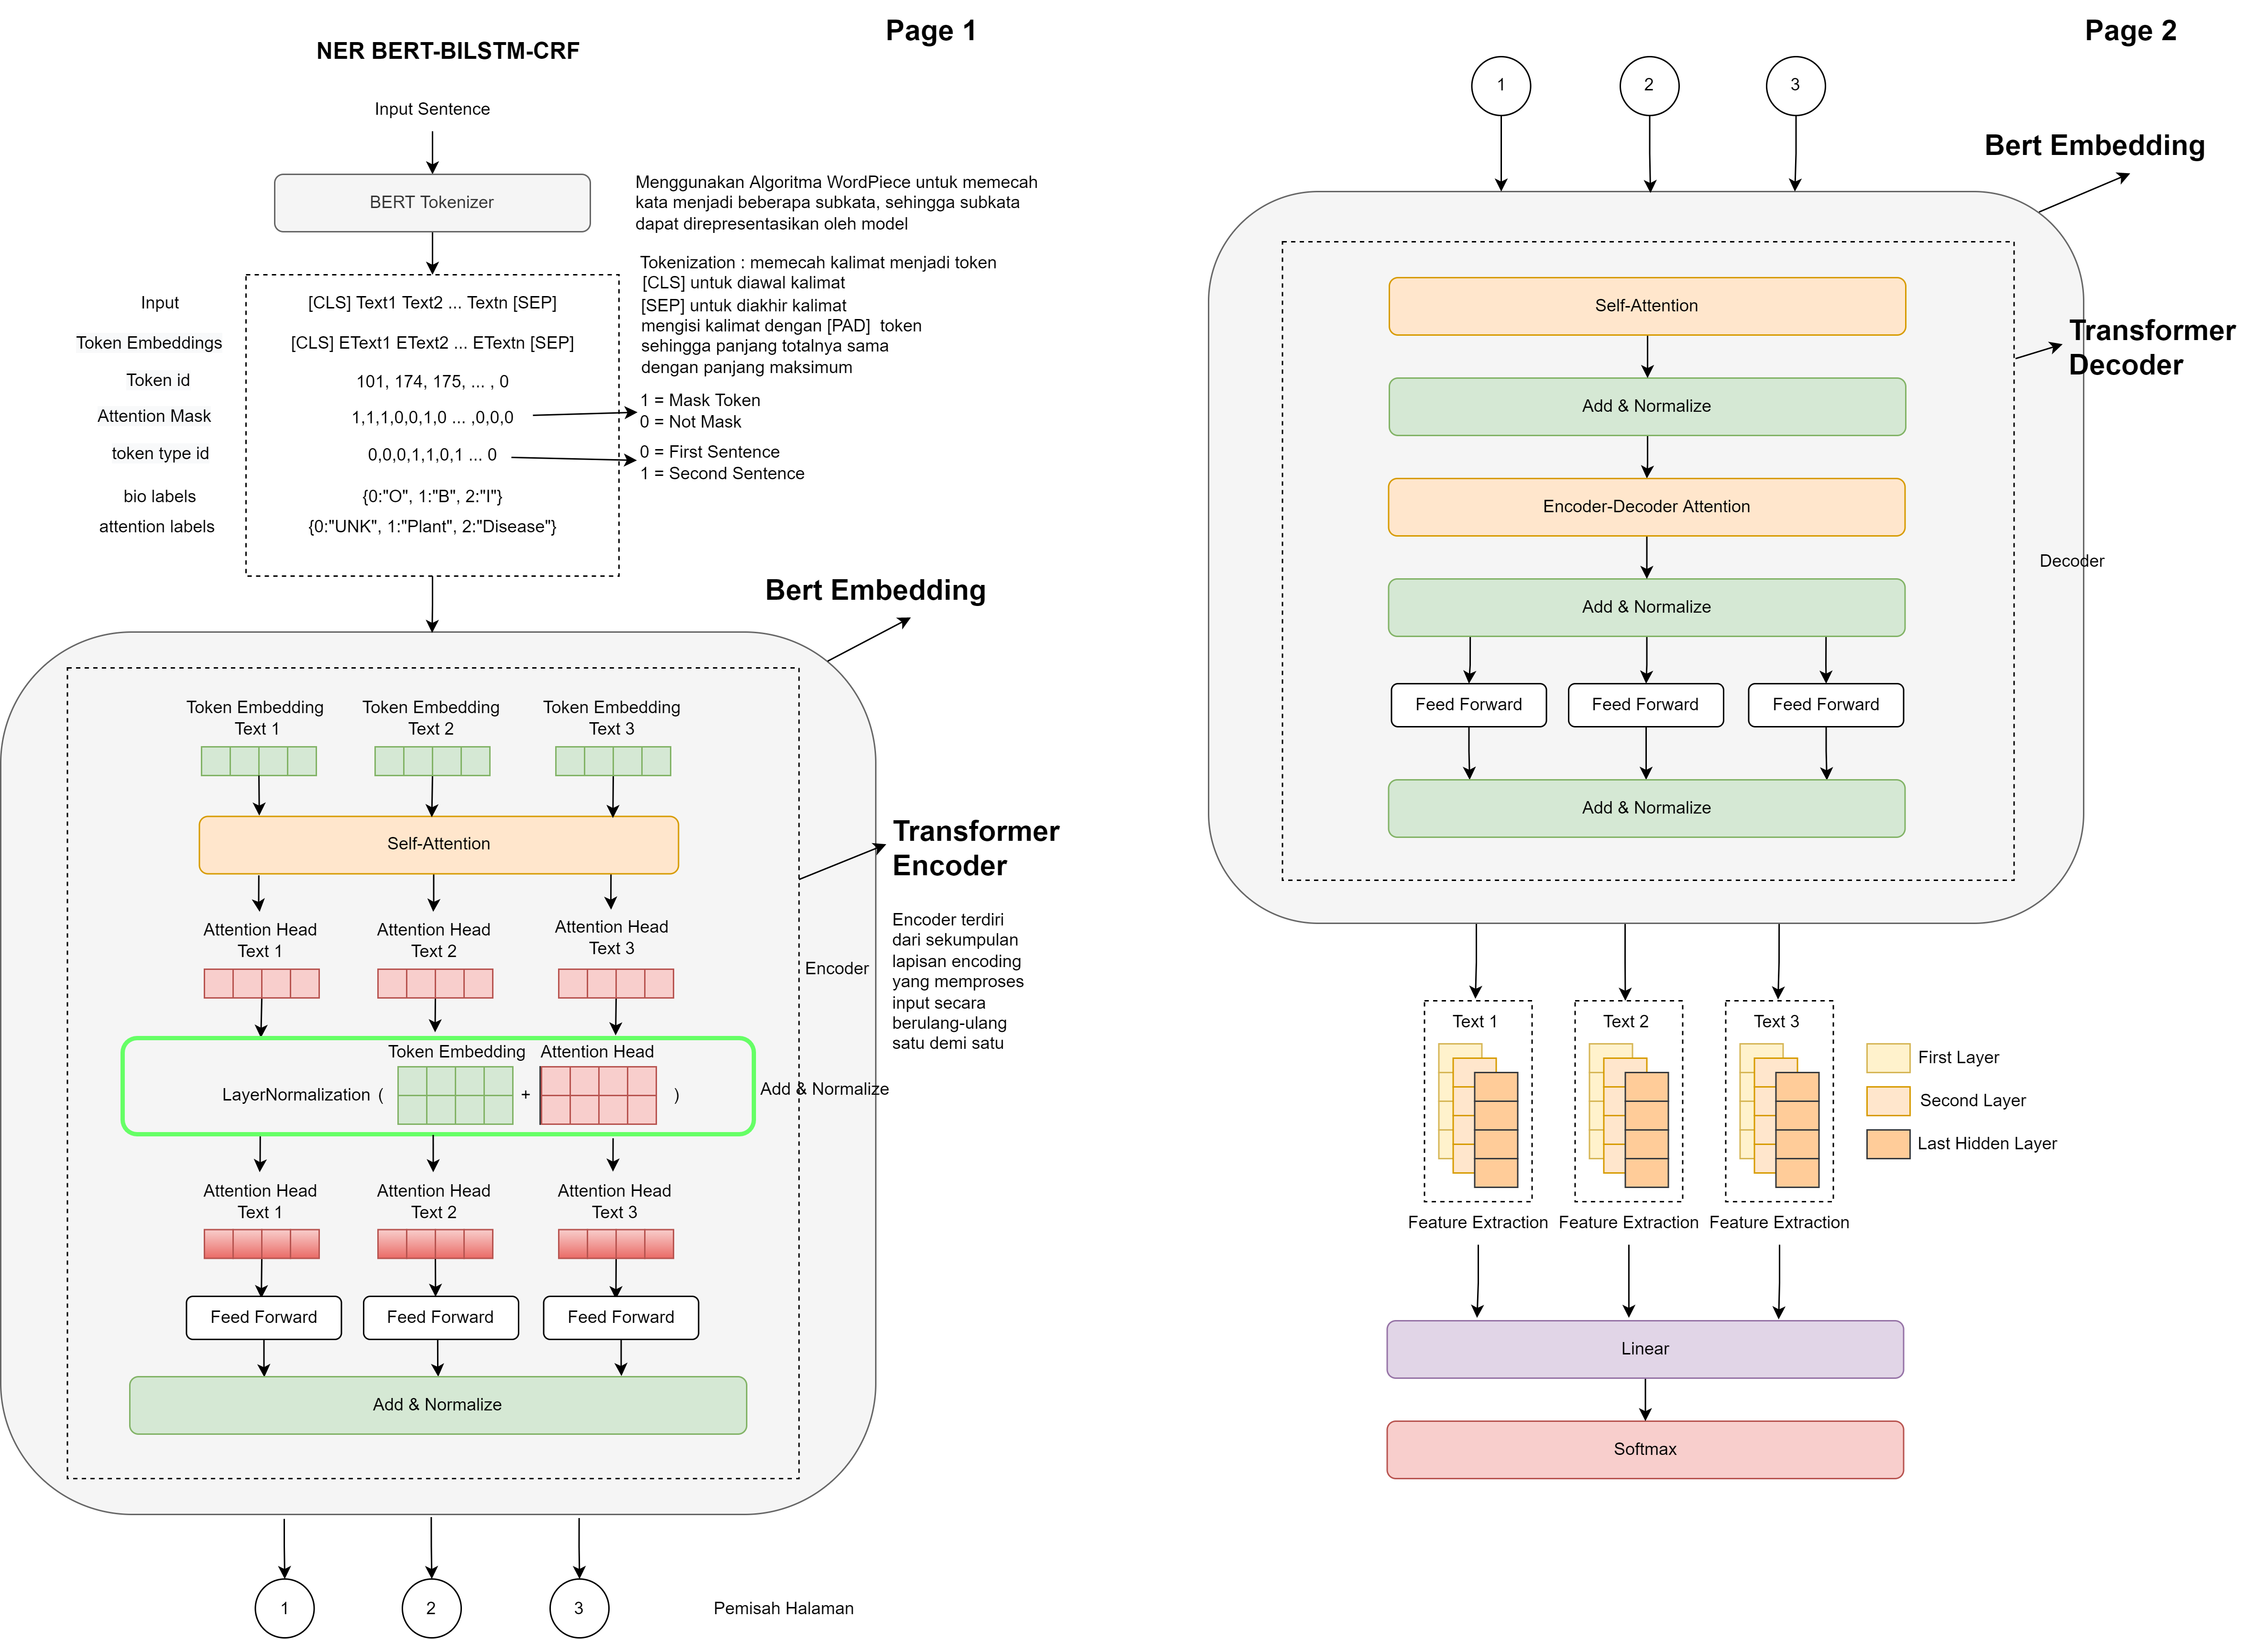 Page 1
NER BERT-BILSTM-CRF
Input Sentence
BERT Tokenizer
Menggunakan Algoritma WordPiece untuk memecah
kata menjadi beberapa subkata, sehingga subkata
dapat direpresentasikan oleh model
Tokenization : memecah kalimat menjadi token
[CLS] untuk diawal kalimat
[SEP] untuk diakhir kalimat
mengisi kalimat dengan [PAD] token
sehingga panjang totalnya sama
dengan panjang maksimum
Input [CLS] Text1 Text2 ... Textn [SEP]
Token Embeddings [CLS] EText1 EText2 ... ETextn [SEP]
Token id 101, 174, 175, ... , 0
Attention Mask 1,1,1,0,0,1,0 ... ,0,0,0
1 = Mask Token
0 = Not Mask
token type id 0,0,0,1,1,0,1 ... 0
0 = First Sentence
1 = Second Sentence
bio labels {0:"O", 1:"B", 2:"I"}
attention labels {0:"UNK", 1:"Plant", 2:"Disease"}
Bert Embedding
Token Embedding Token Embedding Token Embedding
Text 1 Text 2 Text 3
Self-Attention
Transformer
Encoder
Attention Head Attention Head Attention Head
Text 1 Text 2 Text 3
Encoder
Encoder terdiri
dari sekumpulan
lapisan encoding
yang memproses
input secara
berulang-ulang
satu demi satu
Token Embedding Attention Head
LayerNormalization ( + )
Add & Normalize
Attention Head Attention Head Attention Head
Text 1 Text 2 Text 3
Feed Forward Feed Forward Feed Forward
Add & Normalize
1 2 3
Pemisah Halaman
Page 2
1 2 3
Bert Embedding
Self-Attention
Transformer
Decoder
Add & Normalize
Encoder-Decoder Attention
Decoder
Add & Normalize
Feed Forward Feed Forward Feed Forward
Add & Normalize
Text 1 Text 2 Text 3
First Layer
Second Layer
Last Hidden Layer
Feature Extraction Feature Extraction Feature Extraction
Linear
Softmax